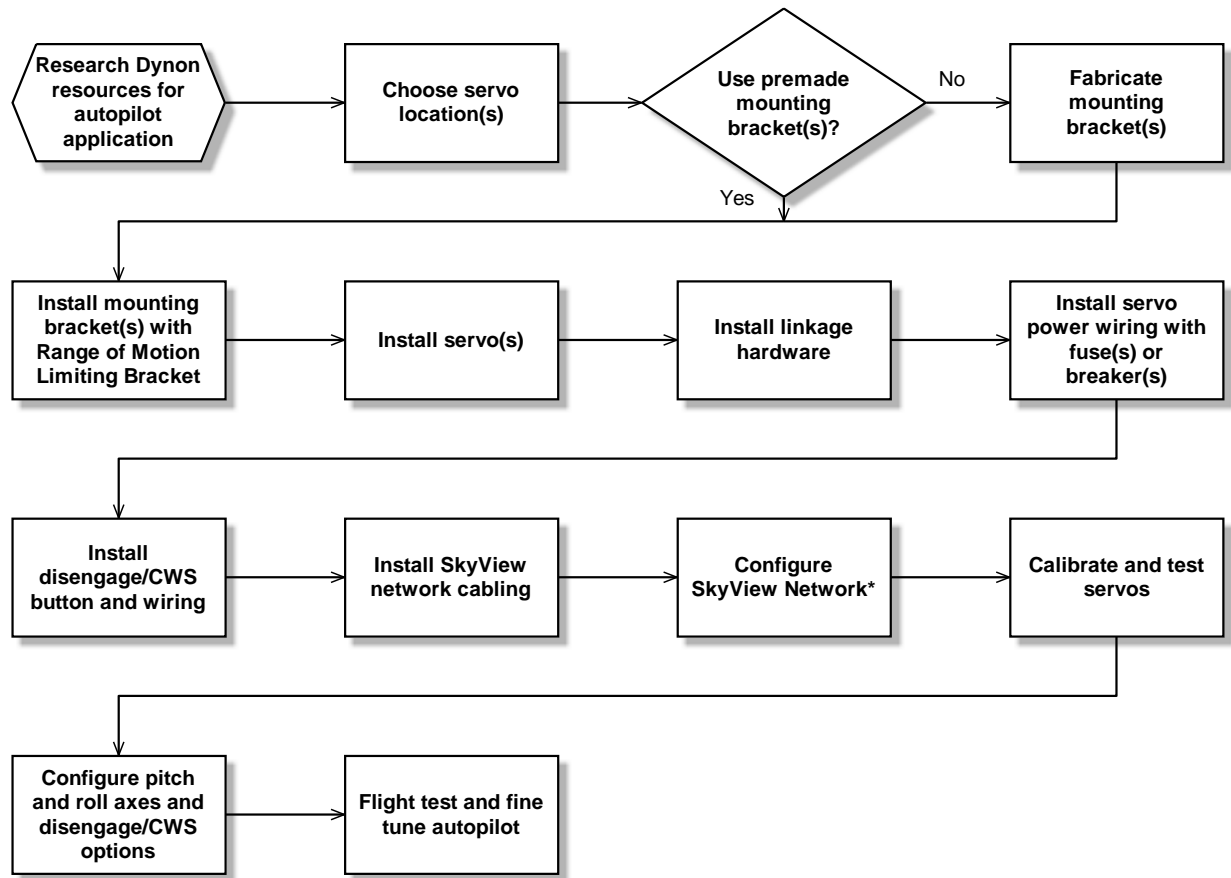 Research Dynon
resources for
autopilot
application
Choose servo
location(s)
Use premade
mounting
bracket(s)?
No
Fabricate
mounting
bracket(s)
Yes
Install mounting
bracket(s) with
Range of Motion
Limiting Bracket
Install servo(s)
Install linkage
hardware
Install servo
power wiring with
fuse(s) or
breaker(s)
Install
disengage/CWS
button and wiring
Install SkyView
network cabling
Configure
SkyView Network*
Calibrate and test
servos
Configure pitch
and roll axes and
disengage/CWS
options
Flight test and fine
tune autopilot